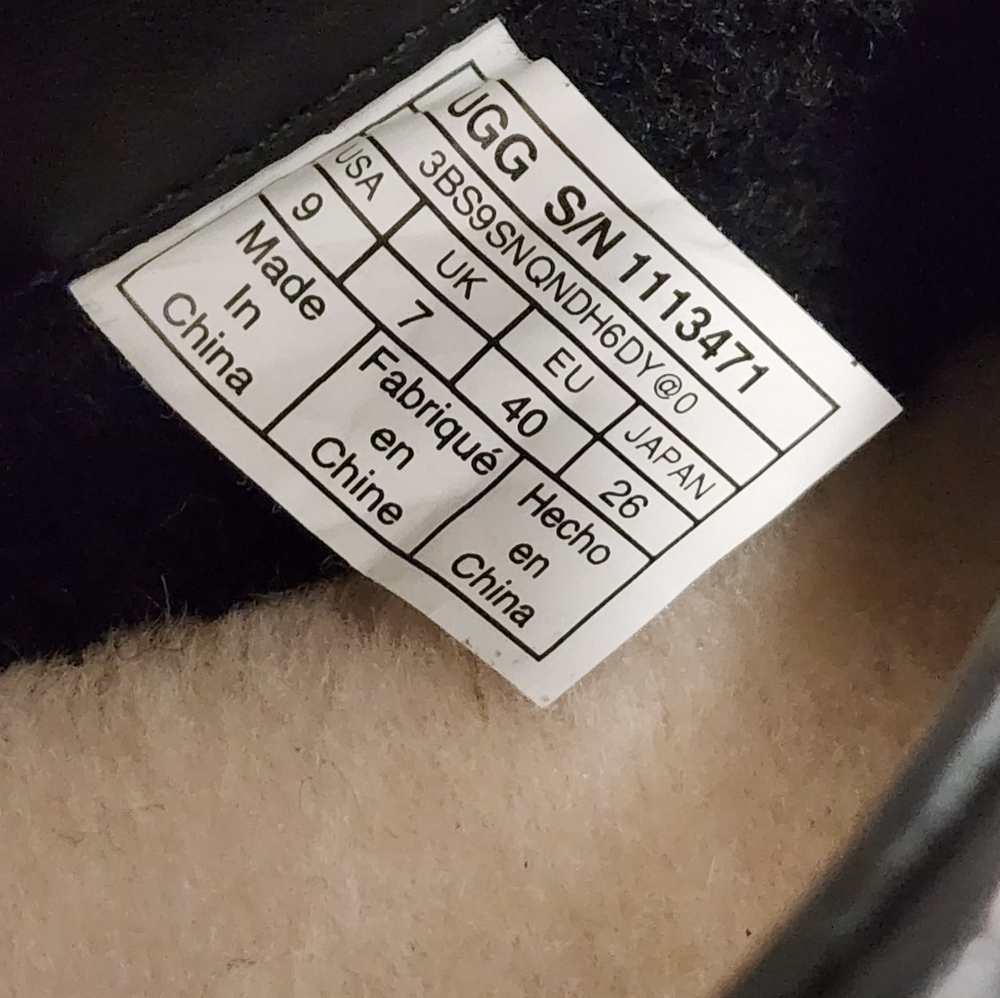 UGG S/N 1113471
3BS9SNQNDH6DY@0
USA UK EU JAPAN
9 7 40 26
Made
In
China
Fabriqué
en
Chine
Hecho
en
China